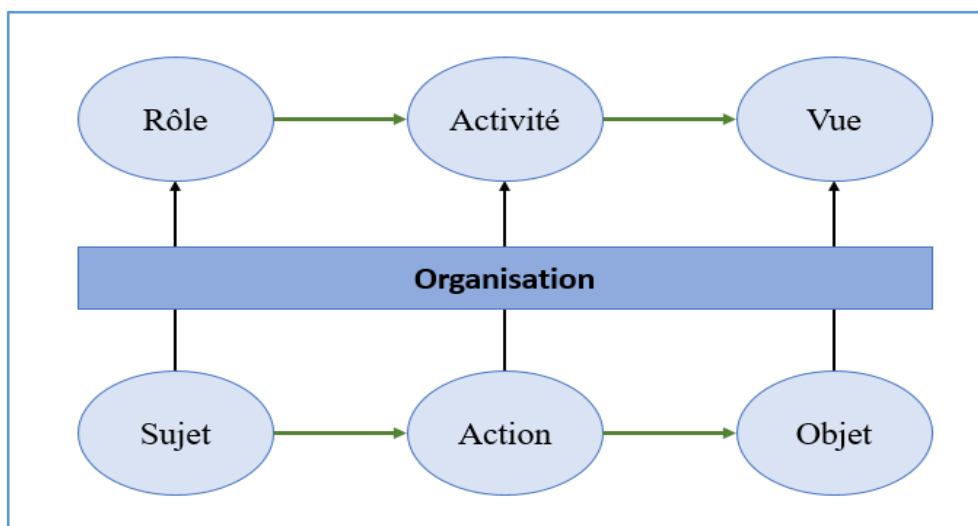 Rôle
Activité
Vue
Organisation
Sujet
Action
Objet